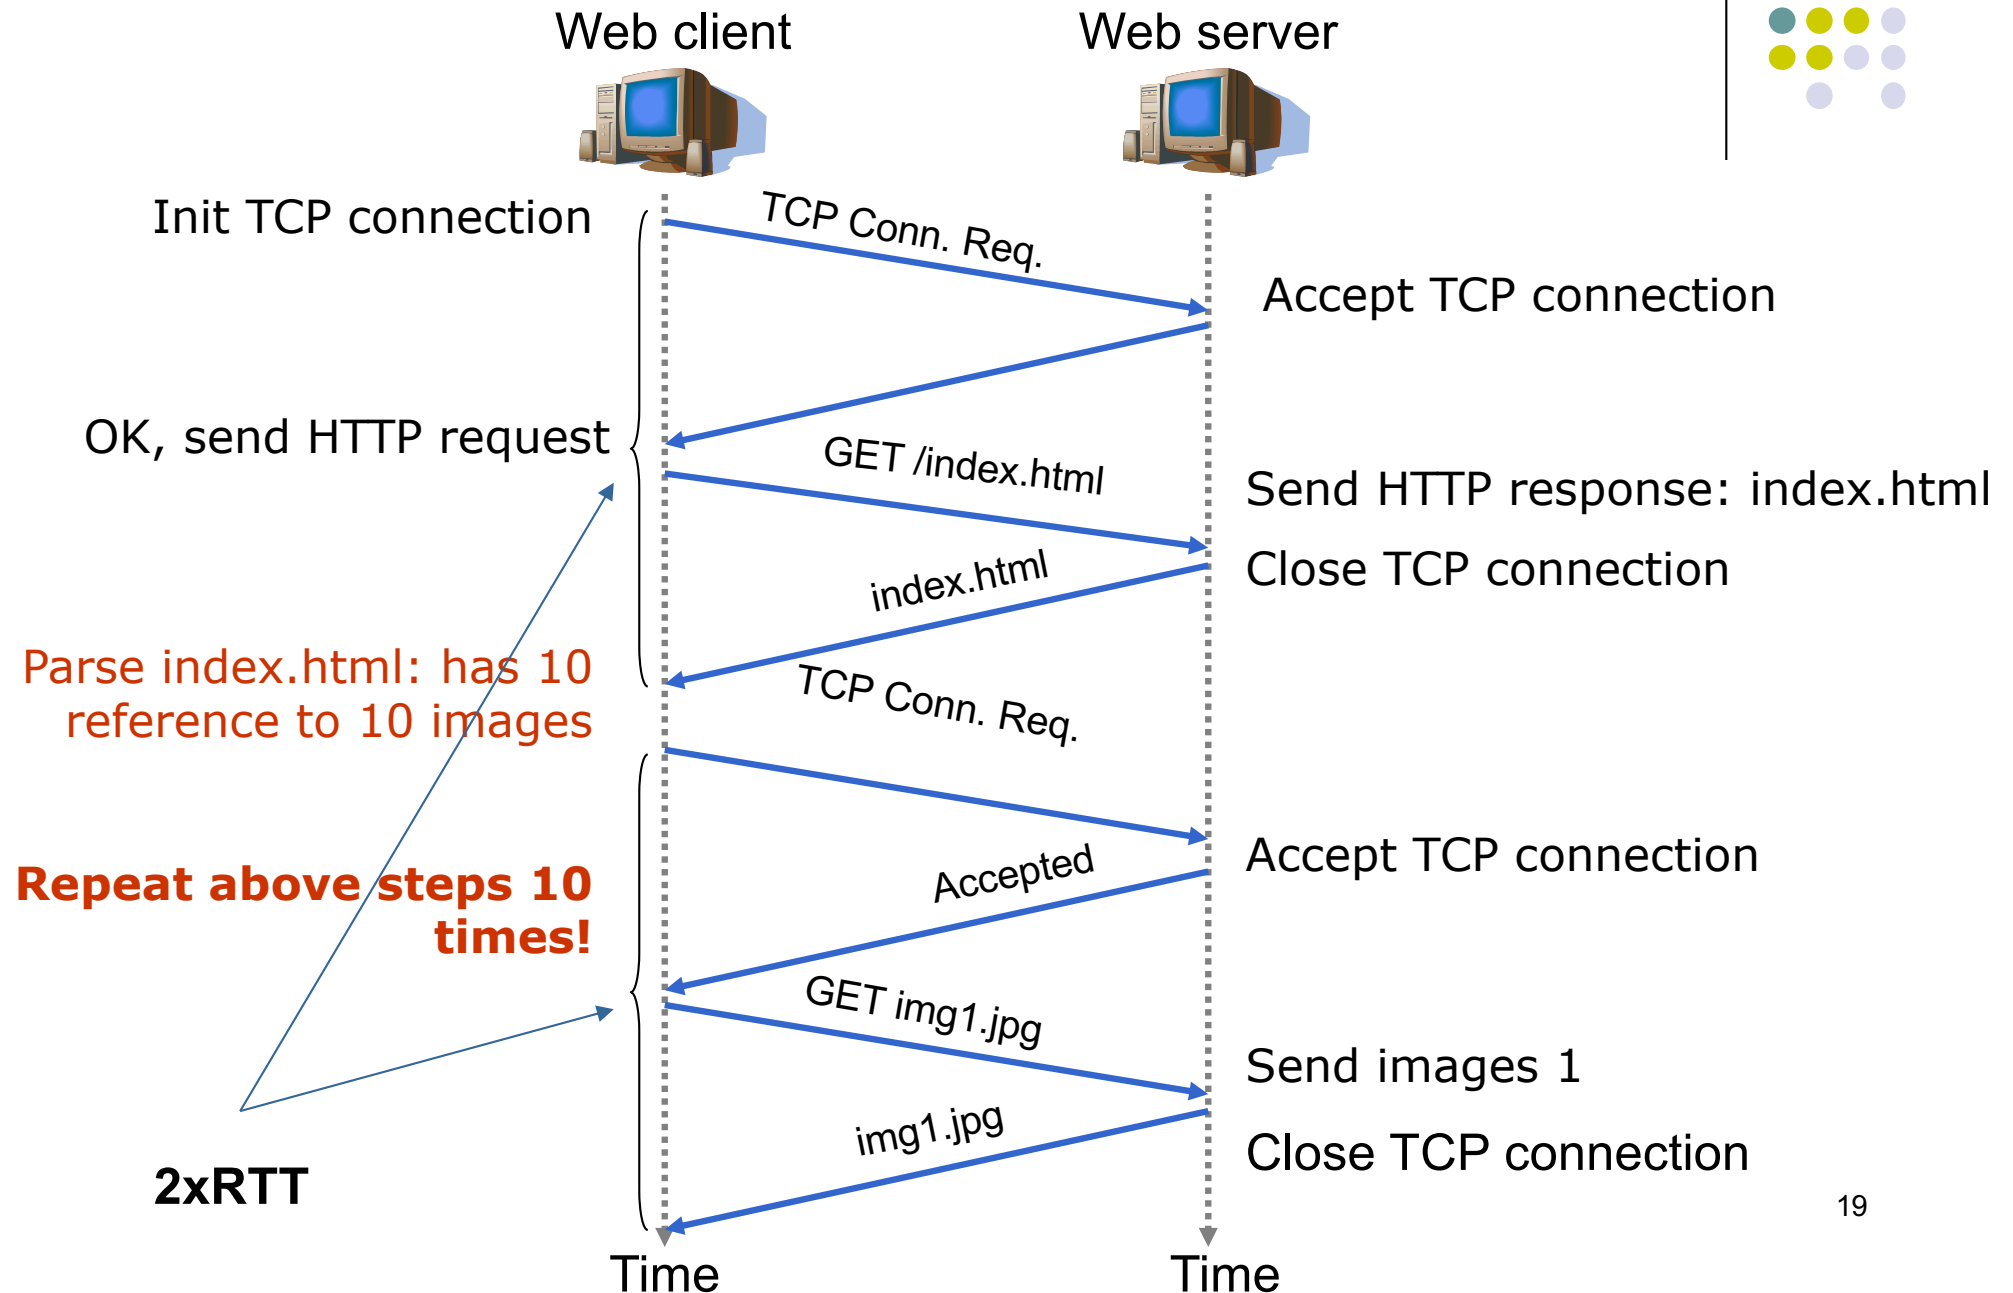 Web client
Web server
Init TCP connection
TCP Conn. Req.
Accept TCP connection
OK, send HTTP request
GET /index.html
Send HTTP response: index.html
index.html
Close TCP connection
Parse index.html: has 10
reference to 10 images
TCP Conn. Req.
Accept TCP connection
Accepted
Repeat above steps 10
times!
GET img1.jpg
Send images 1
img1.jpg
Close TCP connection
2xRTT
19
Time
Time